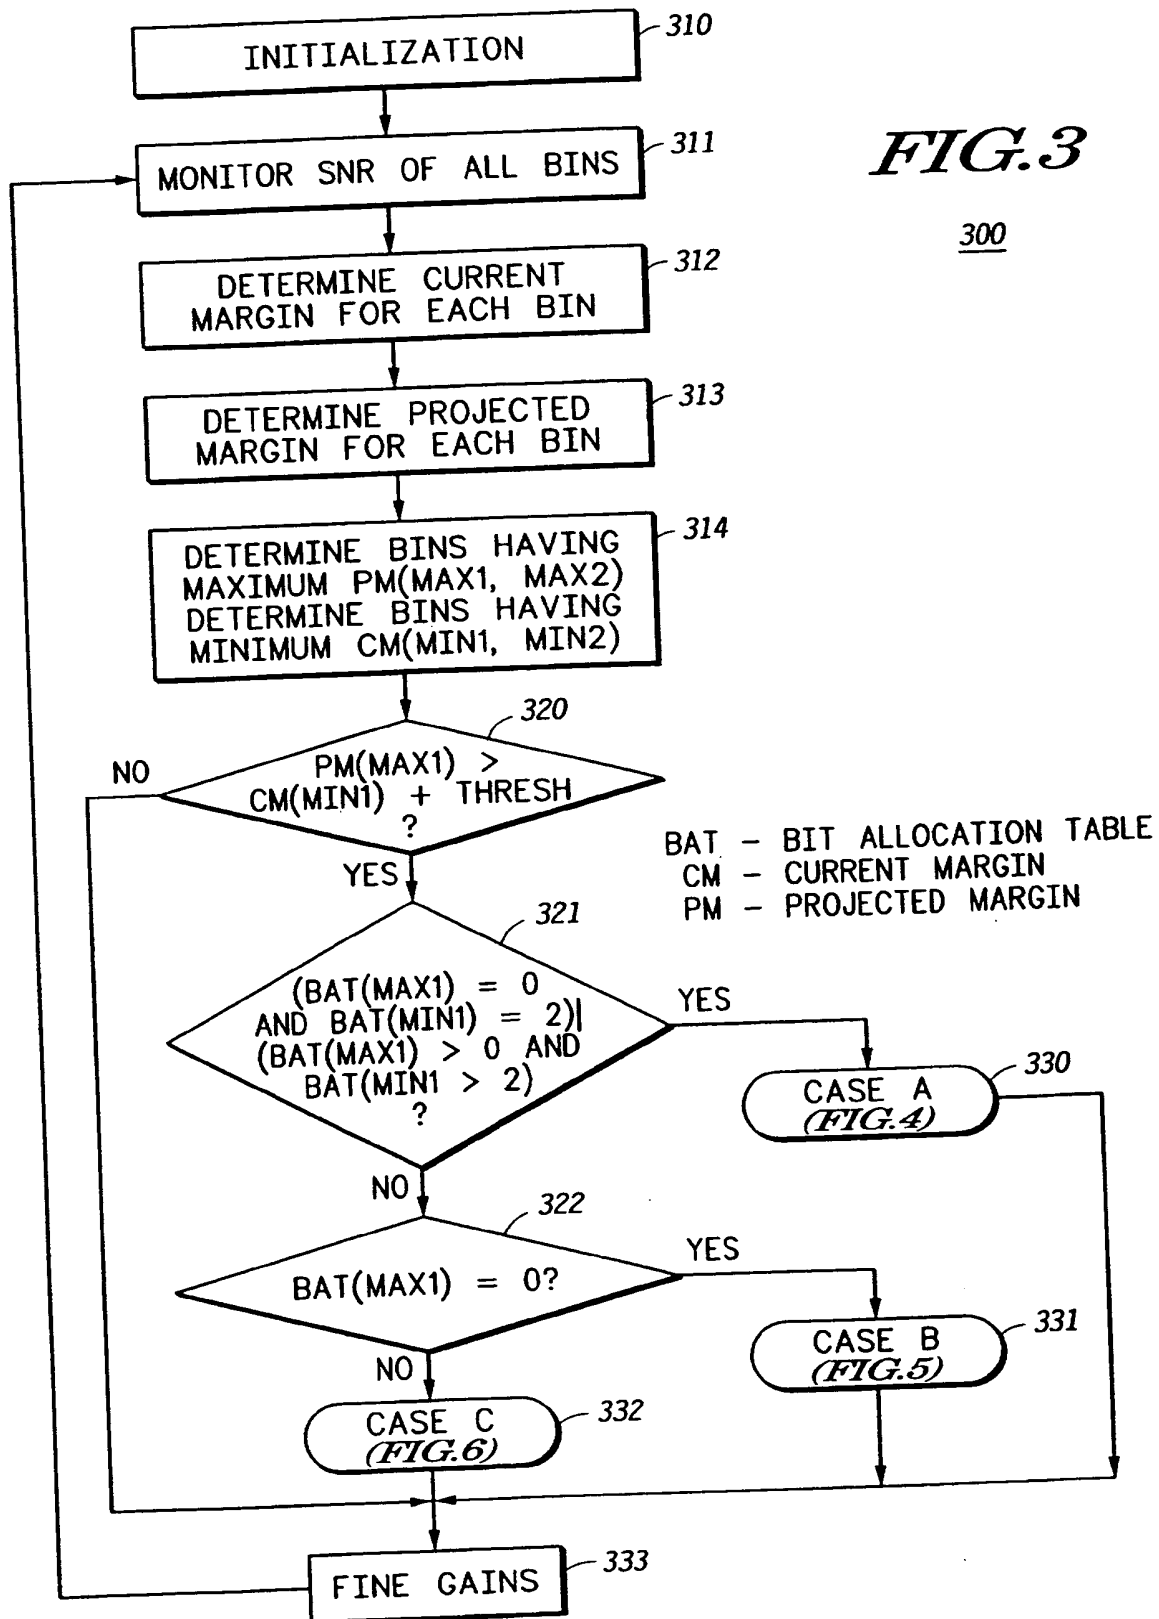 310
INITIALIZATION
FIG.3
300
311
MONITOR SNR OF ALL BINS
312
DETERMINE CURRENT
MARGIN FOR EACH BIN
313
DETERMINE PROJECTED
MARGIN FOR EACH BIN
314
DETERMINE BINS HAVING
MAXIMUM PM(MAX1, MAX2)
DETERMINE BINS HAVING
MINIMUM CM(MIN1, MIN2)
320
NO
PM(MAX1) >
CM(MIN1) + THRESH
?
YES
BAT - BIT ALLOCATION TABLE
CM - CURRENT MARGIN
PM - PROJECTED MARGIN
321
(BAT(MAX1) = 0
AND BAT(MIN1) = 2)|
(BAT(MAX1) > 0 AND
BAT(MIN1 > 2)
?
YES
330
CASE A
(FIG.4)
NO
322
BAT(MAX1) = 0?
YES
331
CASE B
(FIG.5)
NO
332
CASE C
(FIG.6)
333
FINE GAINS